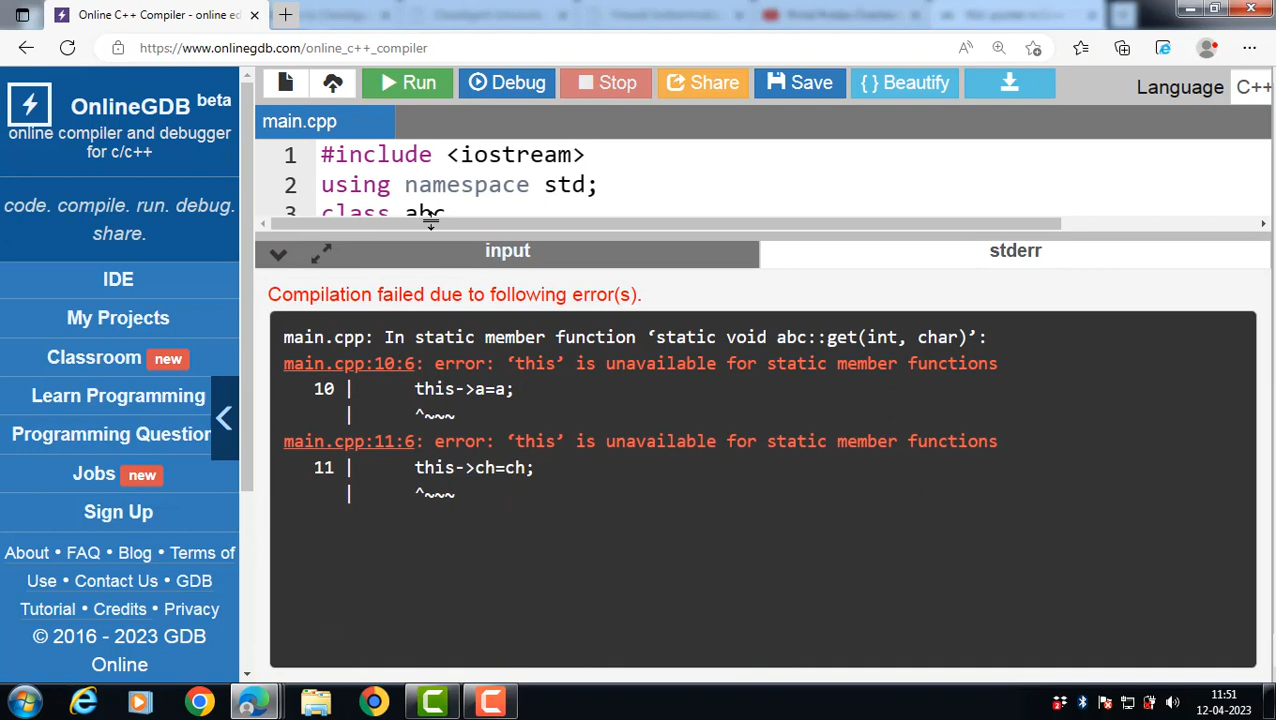 Online C++ Compiler - online ed
https://www.onlinegdb.com/online_c++_compiler
OnlineGDB beta
online compiler and debugger
for c/c++
code. compile. run. debug.
share.
IDE
My Projects
Classroom new
Learn Programming
Programming Question
Jobs new
Sign Up
About • FAQ • Blog • Terms of
Use • Contact Us • GDB
Tutorial • Credits • Privacy
© 2016 - 2023 GDB
Online
Run Debug Stop Share Save { } Beautify Language C++
main.cpp
1 #include <iostream>
2 using namespace std;
3 class abc
input stderr
Compilation failed due to following error(s).
main.cpp: In static member function ‘static void abc::get(int, char)’:
main.cpp:10:6: error: ‘this’ is unavailable for static member functions
10 | this->a=a;
| ^~~~
main.cpp:11:6: error: ‘this’ is unavailable for static member functions
11 | this->ch=ch;
| ^~~~
11:51
12-04-2023